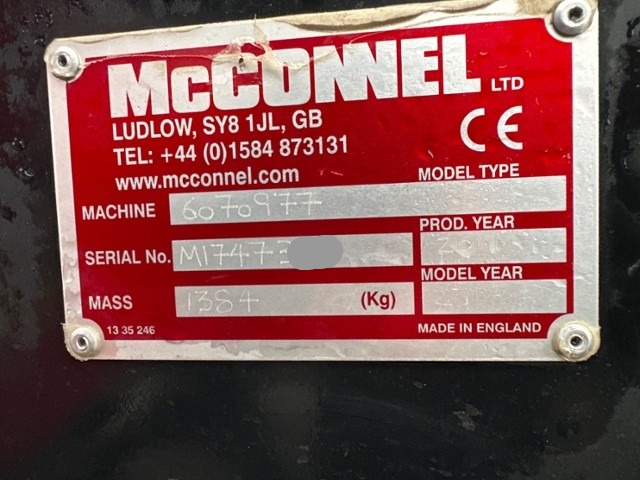 McCONNEL LTD
LUDLOW, SY8 1JL, GB
TEL: +44 (0)1584 873131
www.mcconnel.com
MODEL TYPE
MACHINE 6070977
PROD. YEAR
SERIAL No. M17473
MODEL YEAR
MASS 1384 (Kg)
13 35 246
MADE IN ENGLAND
CE